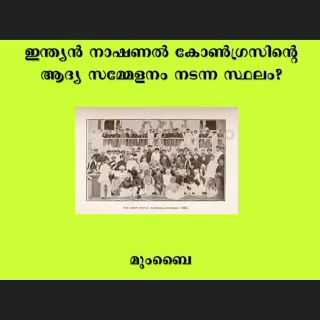 ഇന്ത്യൻ നാഷണൽ കോൺഗ്രസിന്റെ
ആദ്യ സമ്മേളനം നടന്ന സ്ഥലം?
മുംബൈ